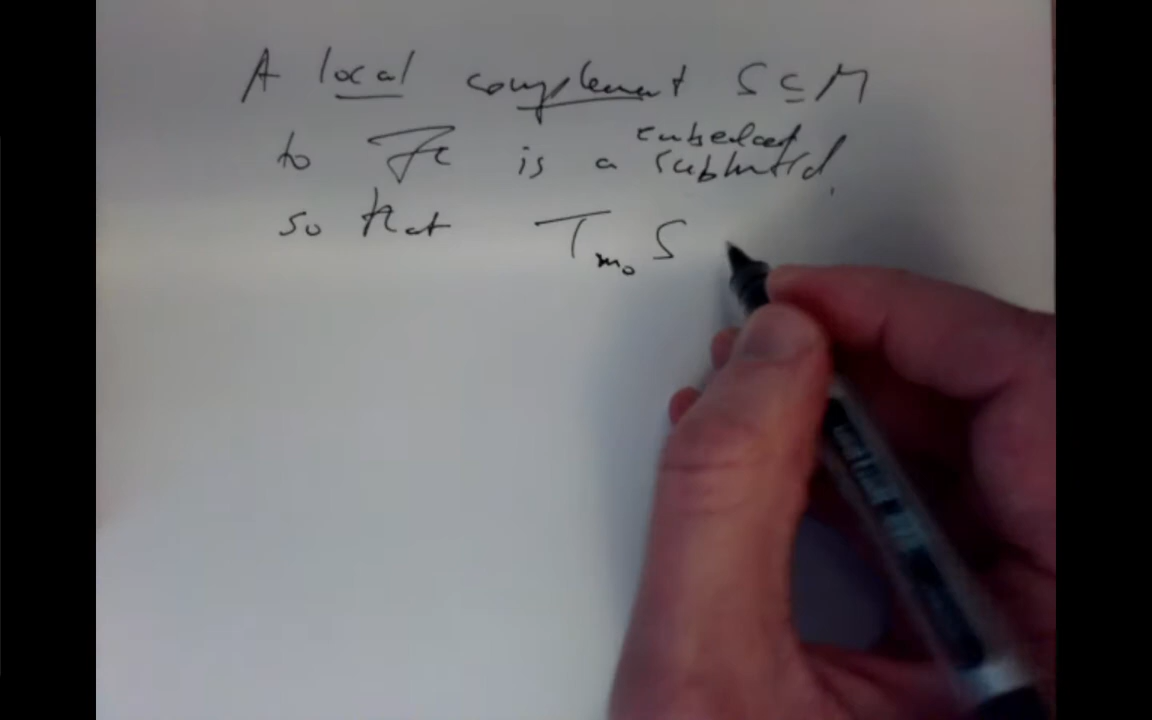 A local complement S ⊆ M
to 𝓕 is a embedded submfld.
so that T_{m_0} S